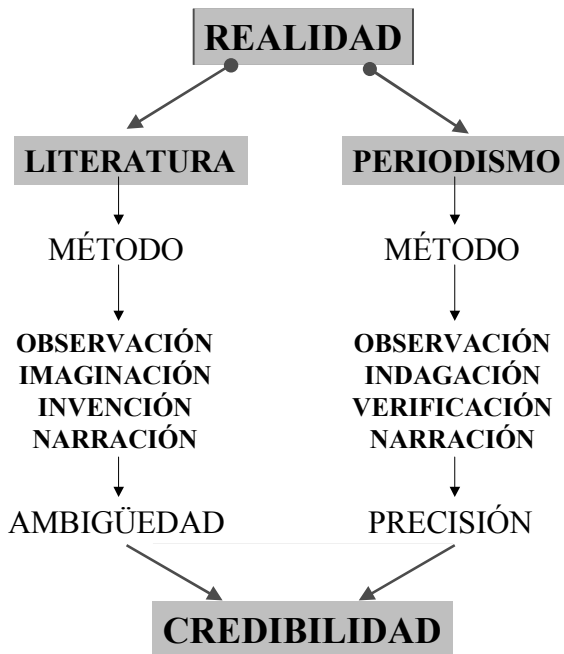 REALIDAD
LITERATURA
MÉTODO
OBSERVACIÓN
IMAGINACIÓN
INVENCIÓN
NARRACIÓN
AMBIGÜEDAD
PERIODISMO
MÉTODO
OBSERVACIÓN
INDAGACIÓN
VERIFICACIÓN
NARRACIÓN
PRECISIÓN
CREDIBILIDAD